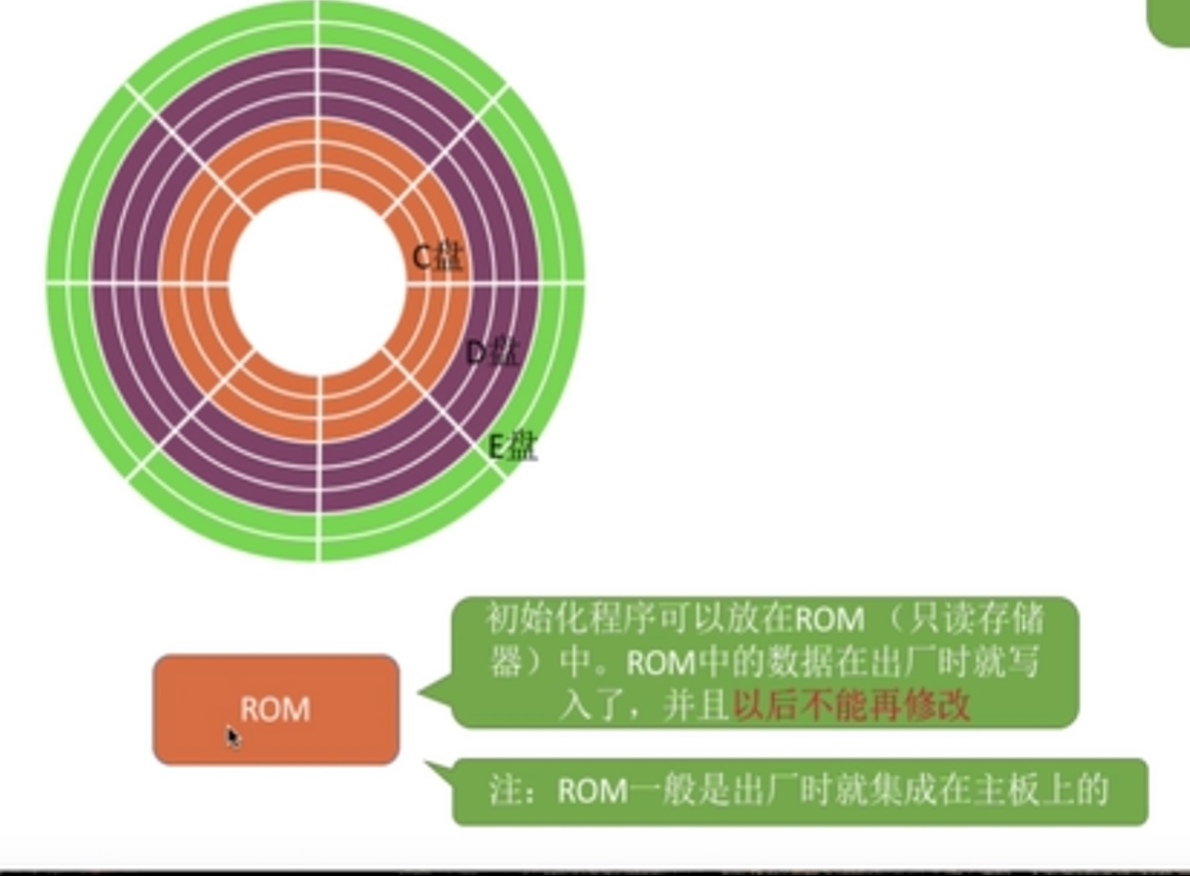 C盘
D盘
E盘
ROM
初始化程序可以放在ROM（只读存储
器）中。ROM中的数据在出厂时就写
入了，并且以后不能再修改
注：ROM一般是出厂时就集成在主板上的